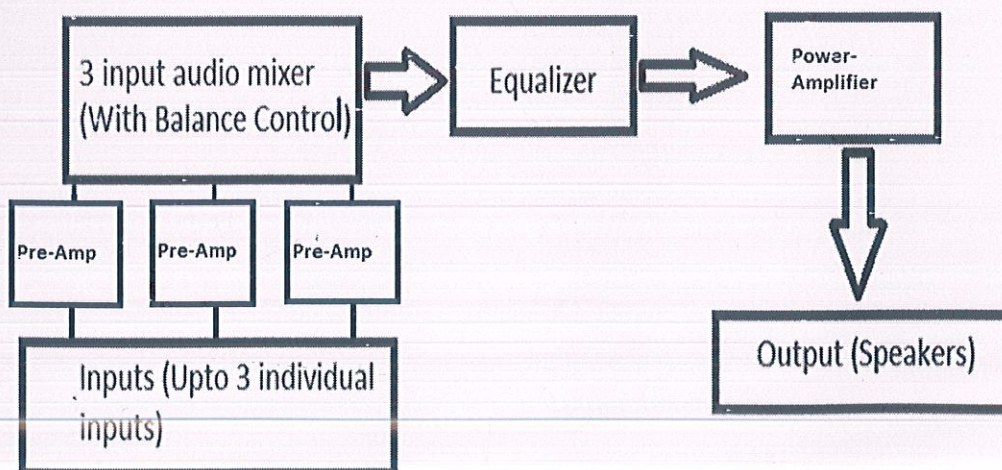 3 input audio mixer
(With Balance Control)
Equalizer
Power-
Amplifier
Pre-Amp
Pre-Amp
Pre-Amp
Inputs (Upto 3 individual
inputs)
Output (Speakers)